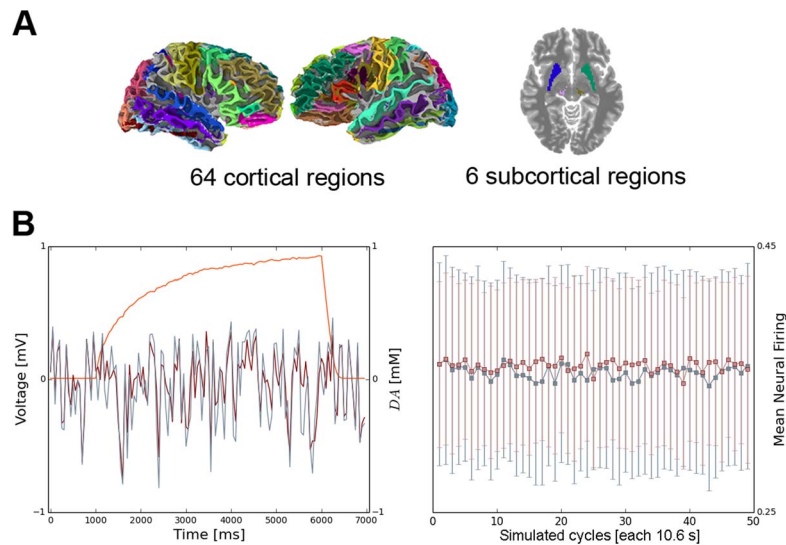 A
64 cortical regions
6 subcortical regions
B
1
0
−1
Voltage [mV]
1
0
−1
DA [mM]
0
1000
2000
3000
4000
5000
6000
7000
Time [ms]
0.45
0.25
Mean Neural Firing
0
10
20
30
40
50
Simulated cycles [each 10.6 s]